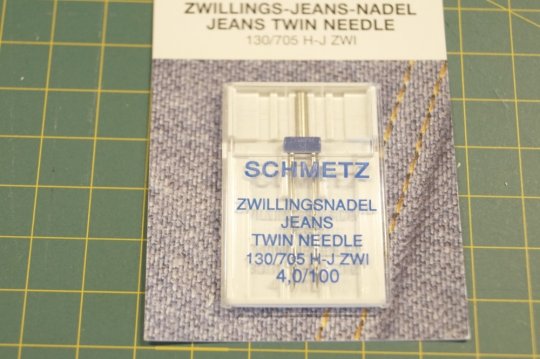 ZWILLINGS-JEANS-NADEL
JEANS TWIN NEEDLE
130/705 H-J ZWI
SCHMETZ
ZWILLINGSNADEL
JEANS
TWIN NEEDLE
130/705 H-J ZWI
4,0/100